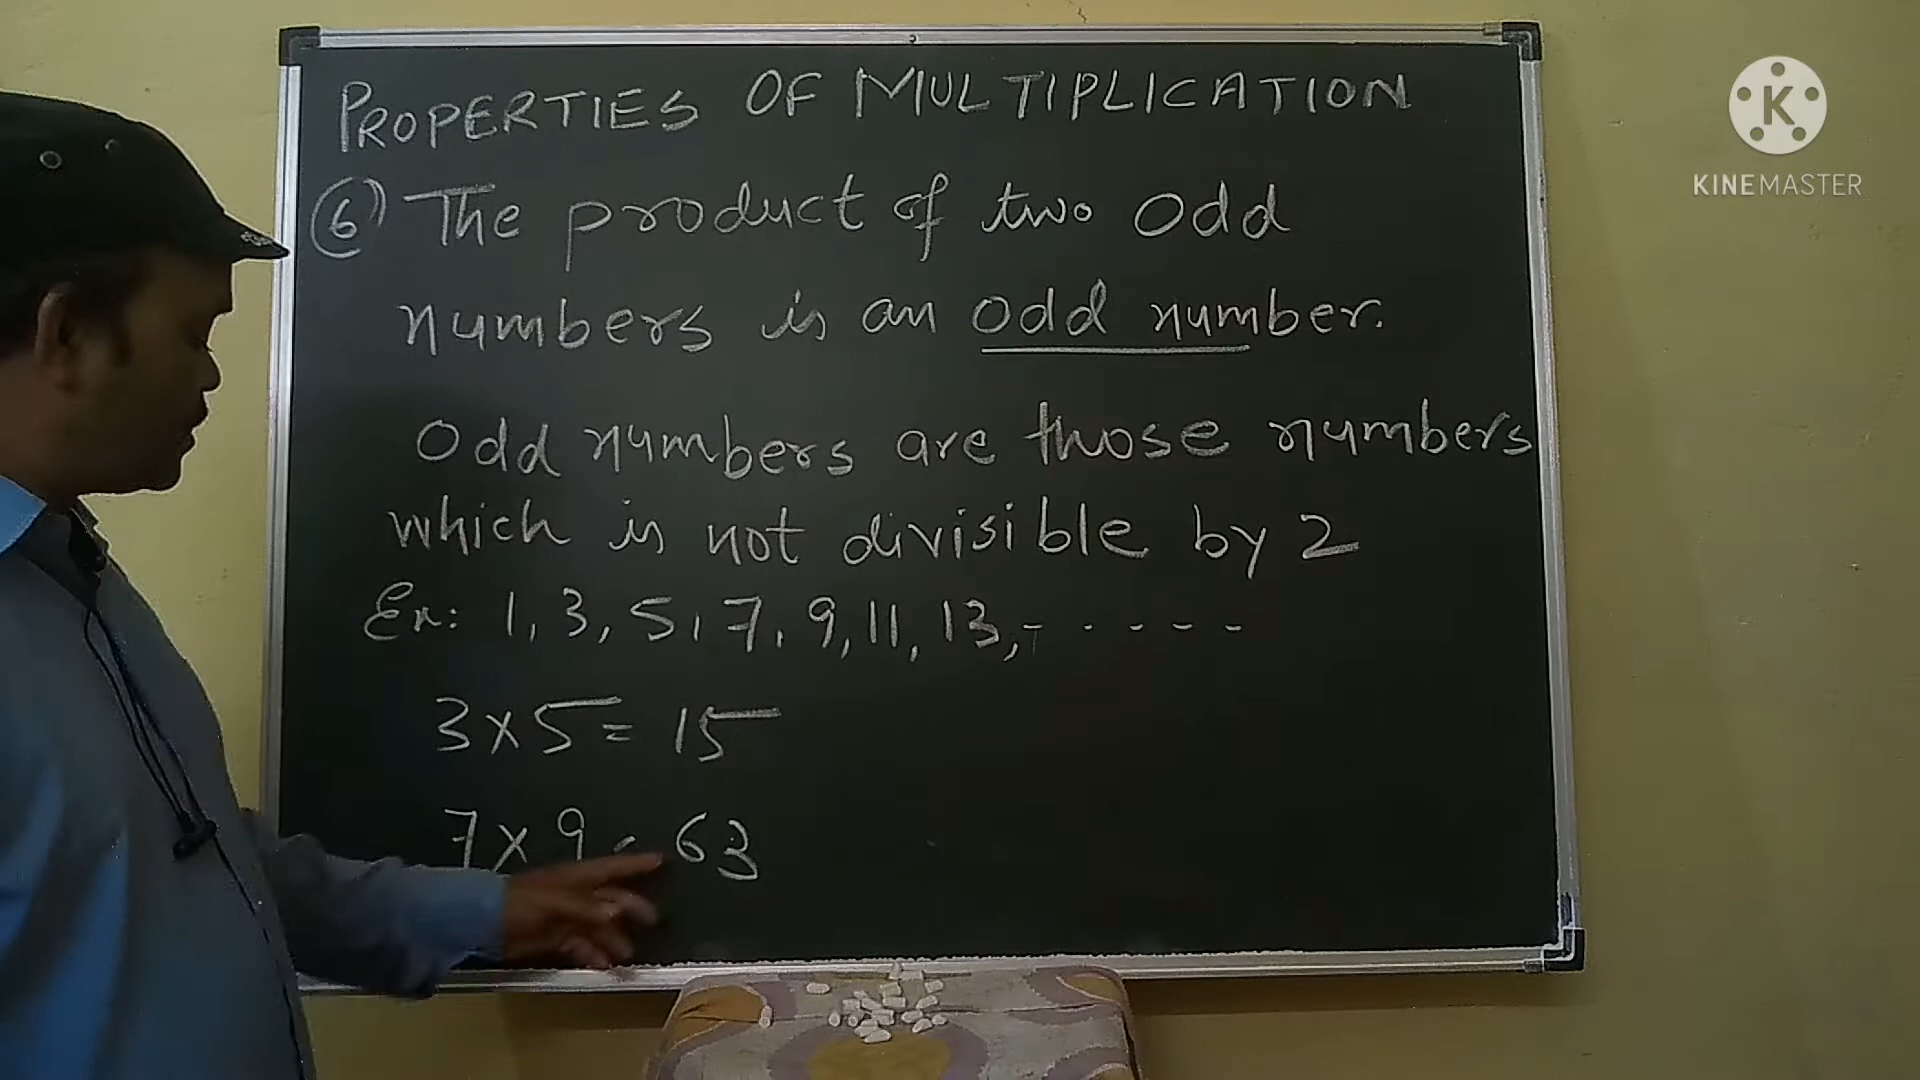 PROPERTIES OF MULTIPLICATION
6) The product of two odd
numbers is an odd number.
Odd numbers are those numbers
which is not divisible by 2
Ex: 1, 3, 5, 7, 9, 11, 13, - - - - - -
3 x 5 = 15
7 x 9 = 63
K
KINEMASTER